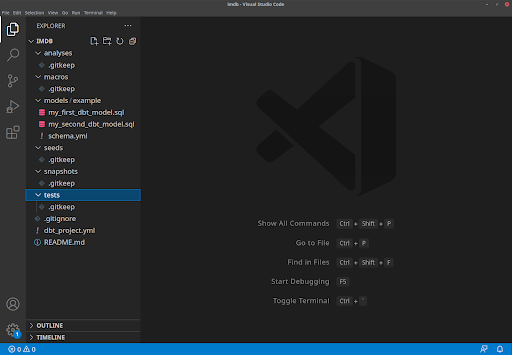 Imdb - Visual Studio Code
File Edit Selection View Go Run Terminal Help
EXPLORER
IMDB
analyses
.gitkeep
macros
.gitkeep
models / example
my_first_dbt_model.sql
my_second_dbt_model.sql
schema.yml
seeds
.gitkeep
snapshots
.gitkeep
tests
.gitkeep
.gitignore
dbt_project.yml
README.md
OUTLINE
TIMELINE
Show All Commands Ctrl + Shift + P
Go to File Ctrl + P
Find in Files Ctrl + Shift + F
Start Debugging F5
Toggle Terminal Ctrl + `
1
0 0